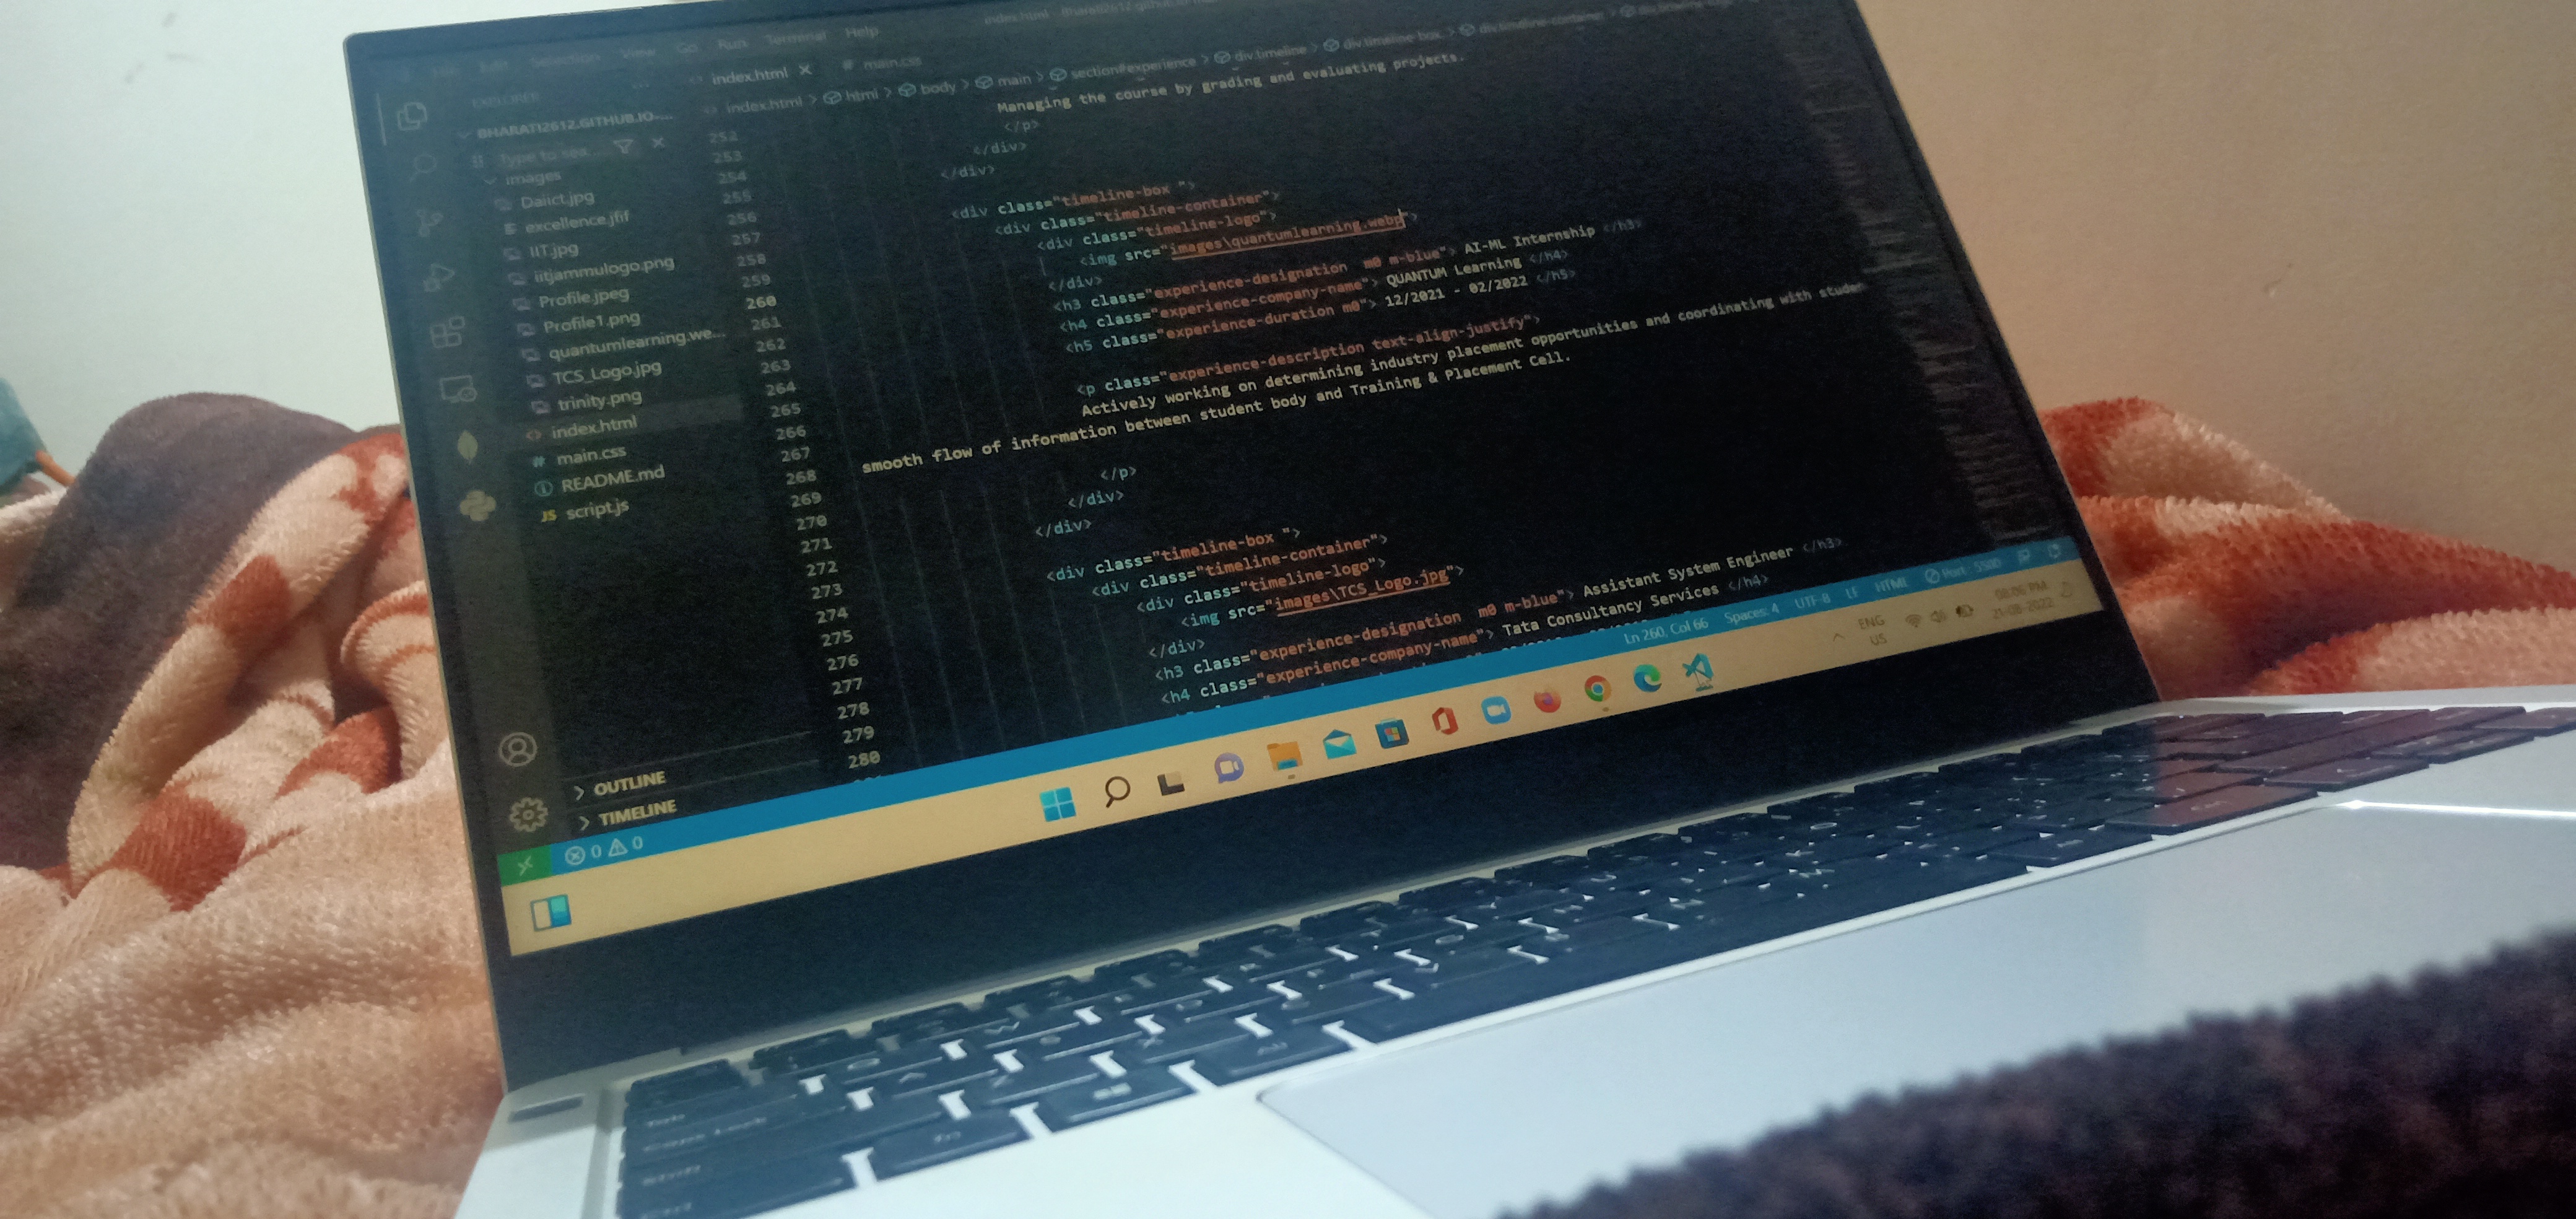 File Edit Selection View Go Run Terminal Help
EXPLORER
BHARATI2612.GITHUB.IO-...
Type to sea...
images
Daiict.jpg
excellence.jfif
IIT.jpg
iitjammulogo.png
Profile.jpeg
Profile1.png
quantumlearning.we...
TCS_Logo.jpg
trinity.png
index.html
main.css
README.md
JS script.js
OUTLINE
TIMELINE
index.html main.css
index.html > html > body > main > section#experience > div.timeline > div.timeline-box > div.timeline-container
252
253
254
255
256
257
258
259
260
261
262
263
264
265
266
267
268
269
270
271
272
273
274
275
276
277
278
279
280
Managing the course by grading and evaluating projects.
</p>
</div>
</div>
<div class="timeline-box ">
<div class="timeline-container">
<div class="timeline-logo">
<img src="images\quantumlearning.webp">
</div>
<h3 class="experience-designation m0 m-blue"> AI-ML Internship </h3>
<h4 class="experience-company-name"> QUANTUM Learning </h4>
<h5 class="experience-duration m0"> 12/2021 - 02/2022 </h5>
<p class="experience-description text-align-justify">
Actively working on determining industry placement opportunities and coordinating with studen
smooth flow of information between student body and Training & Placement Cell.
</p>
</div>
</div>
<div class="timeline-box ">
<div class="timeline-container">
<div class="timeline-logo">
<img src="images\TCS_Logo.jpg">
</div>
<h3 class="experience-designation m0 m-blue"> Assistant System Engineer </h3>
<h4 class="experience-company-name"> Tata Consultancy Services </h4>
0 0
Ln 260, Col 66 Spaces: 4 UTF-8 LF HTML Port : 5500
ENG
US
08:06 PM
21-08-2022
Tab
Caps Lock
Shift
Fn